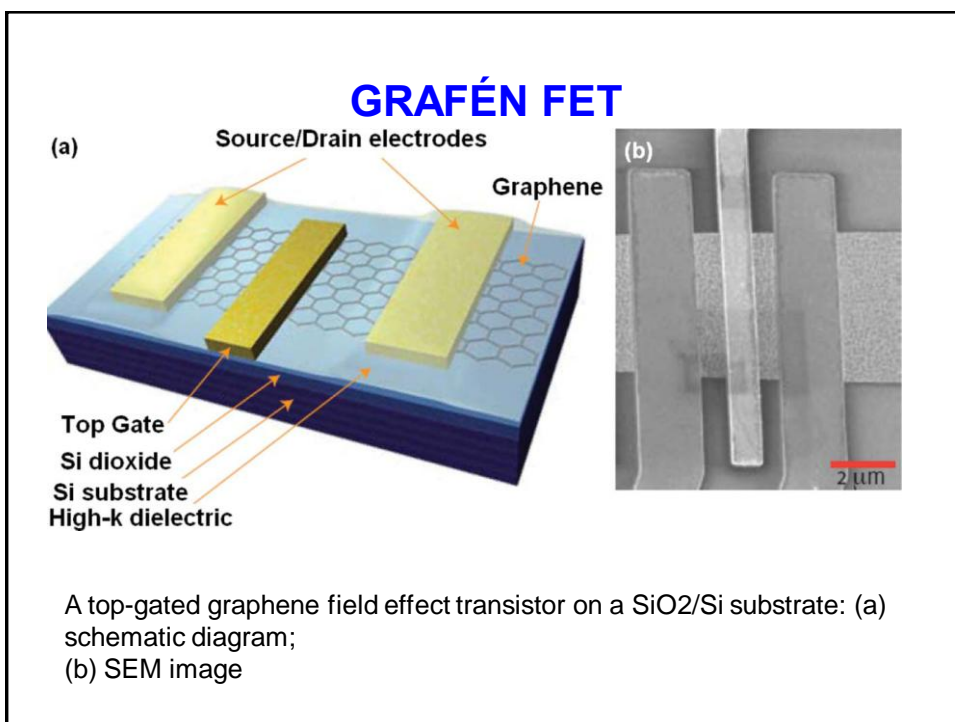 GRAFÉN FET
(a)
Source/Drain electrodes
Graphene
Top Gate
Si dioxide
Si substrate
High-k dielectric
(b)
2 µm
A top-gated graphene field effect transistor on a SiO2/Si substrate: (a)
schematic diagram;
(b) SEM image